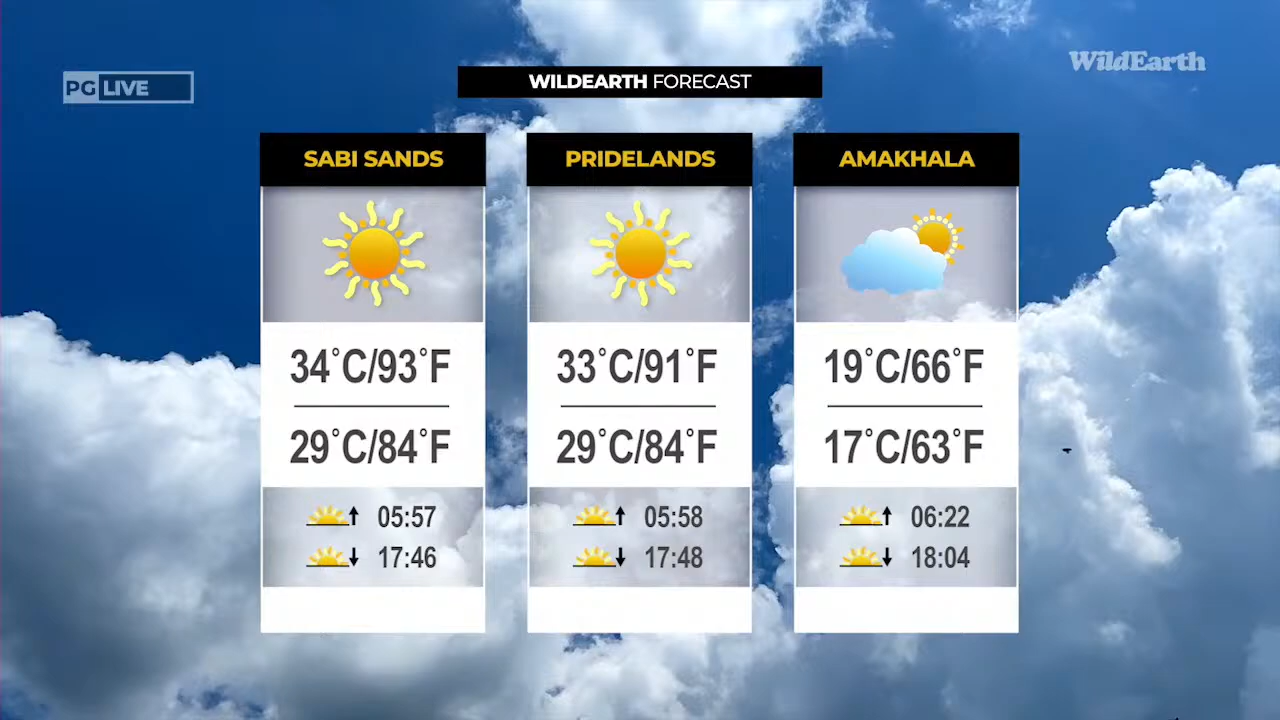 PG LIVE
WildEarth
WILDEARTH FORECAST
SABI SANDS
34°C/93°F
29°C/84°F
05:57
17:46
PRIDELANDS
33°C/91°F
29°C/84°F
05:58
17:48
AMAKHALA
19°C/66°F
17°C/63°F
06:22
18:04